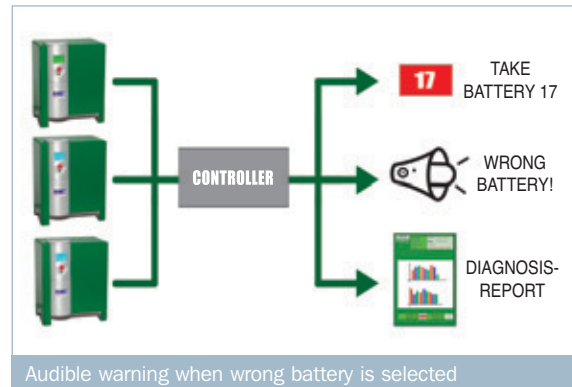 17
TAKE
BATTERY 17
CONTROLLER
WRONG
BATTERY!
DIAGNOSIS-
REPORT
Audible warning when wrong battery is selected